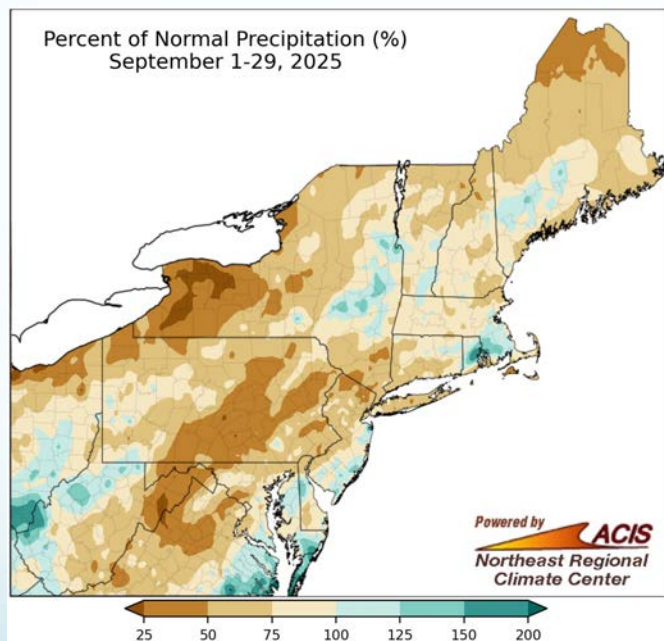 Percent of Normal Precipitation (%)
September 1-29, 2025
Powered by
ACIS
Northeast Regional
Climate Center
25 50 75 100 125 150 200